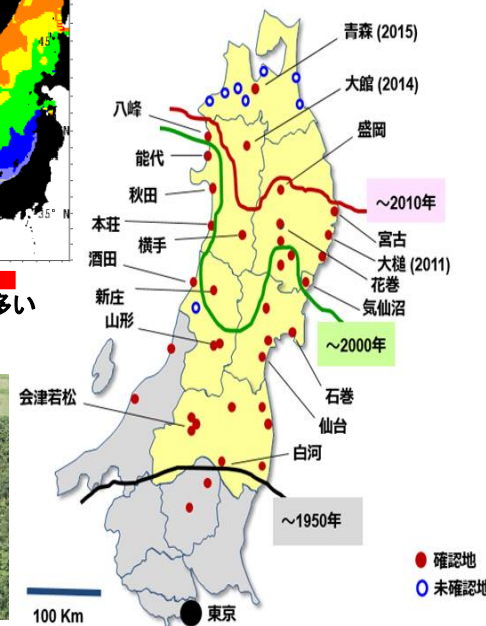 45°
N
35° N
多い
青森 (2015)
大館 (2014)
八峰
盛岡
能代
秋田
～2010年
本荘
宮古
横手
大槌 (2011)
酒田
花巻
新庄
気仙沼
山形
～2000年
石巻
会津若松
仙台
白河
～1950年
確認地
未確認地
東京
100 Km